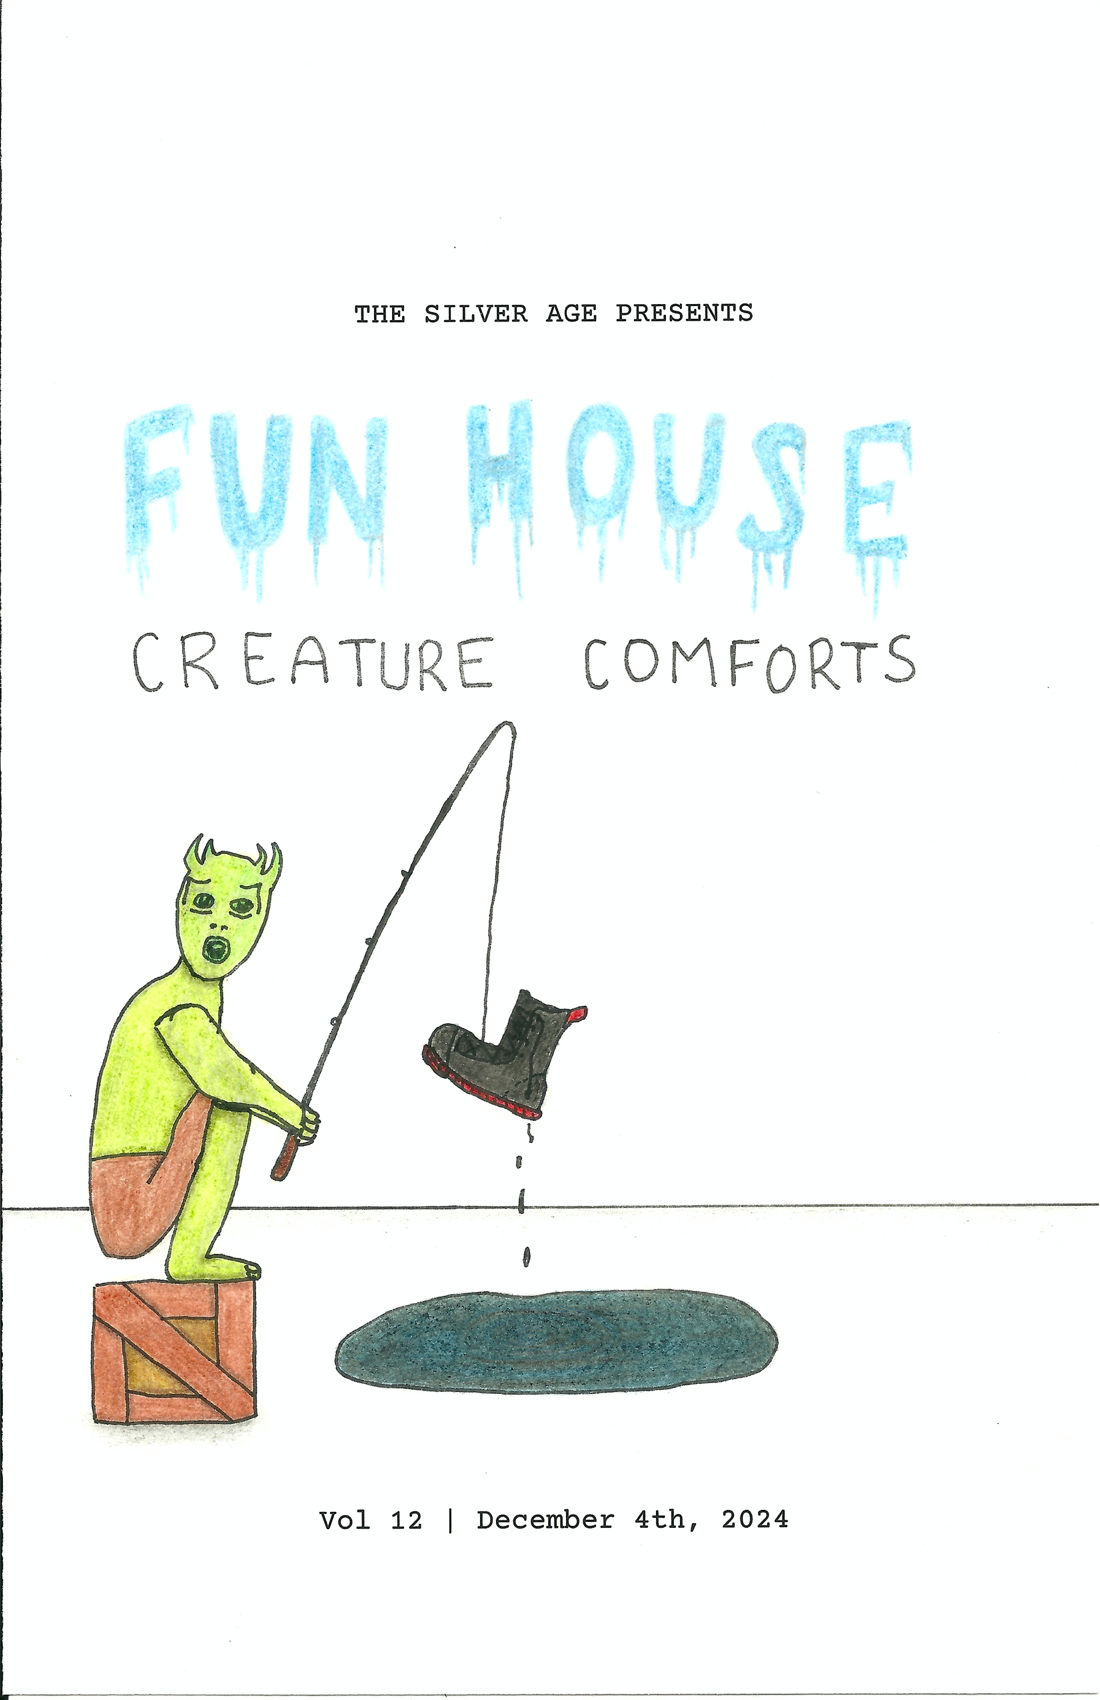 THE SILVER AGE PRESENTS
FUN HOUSE
CREATURE COMFORTS
Vol 12 | December 4th, 2024